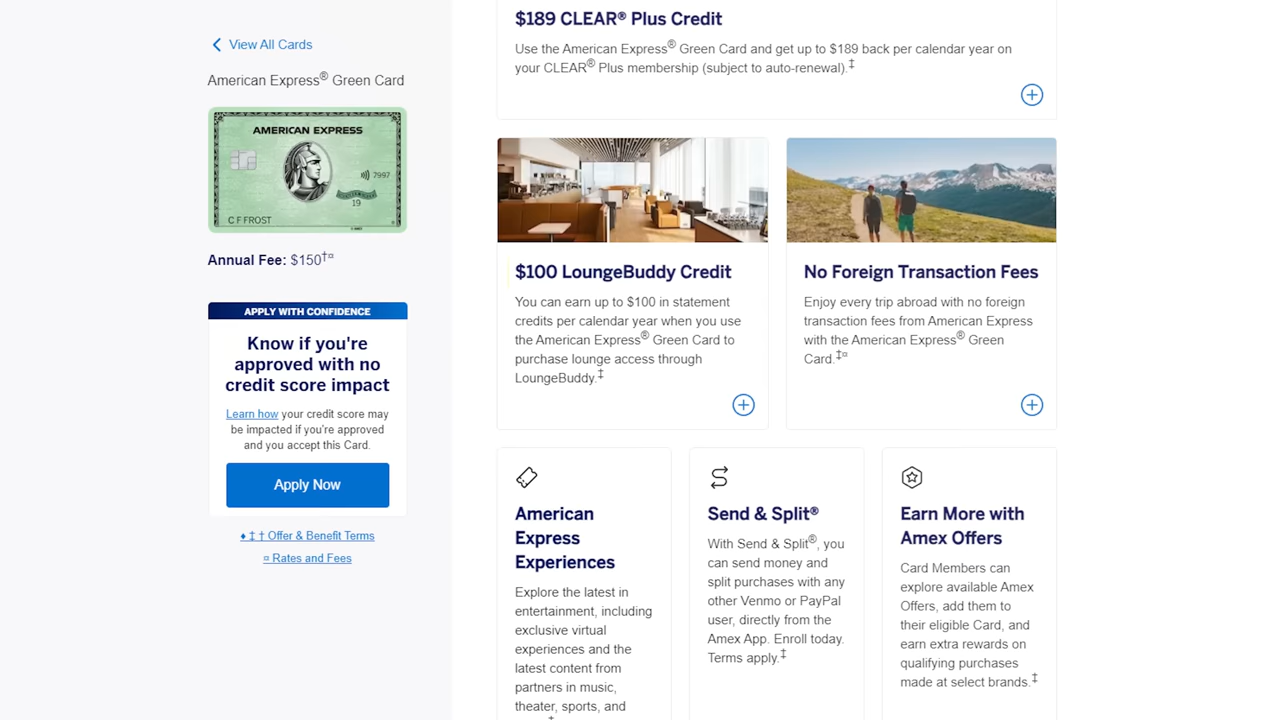 View All Cards
American Express® Green Card
AMERICAN EXPRESS
7997
19
C F FROST
Annual Fee: $150†¤
APPLY WITH CONFIDENCE
Know if you're
approved with no
credit score impact
Learn how your credit score may
be impacted if you're approved
and you accept this Card.
Apply Now
♦ ‡ † Offer & Benefit Terms
¤ Rates and Fees
$189 CLEAR® Plus Credit
Use the American Express® Green Card and get up to $189 back per calendar year on
your CLEAR® Plus membership (subject to auto-renewal).‡
$100 LoungeBuddy Credit
You can earn up to $100 in statement
credits per calendar year when you use
the American Express® Green Card to
purchase lounge access through
LoungeBuddy.‡
No Foreign Transaction Fees
Enjoy every trip abroad with no foreign
transaction fees from American Express
with the American Express® Green
Card.‡¤
American
Express
Experiences
Explore the latest in
entertainment, including
exclusive virtual
experiences and the
latest content from
partners in music,
theater, sports, and
Send & Split®
With Send & Split®, you
can send money and
split purchases with any
other Venmo or PayPal
user, directly from the
Amex App. Enroll today.
Terms apply.‡
Earn More with
Amex Offers
Card Members can
explore available Amex
Offers, add them to
their eligible Card, and
earn extra rewards on
qualifying purchases
made at select brands.‡